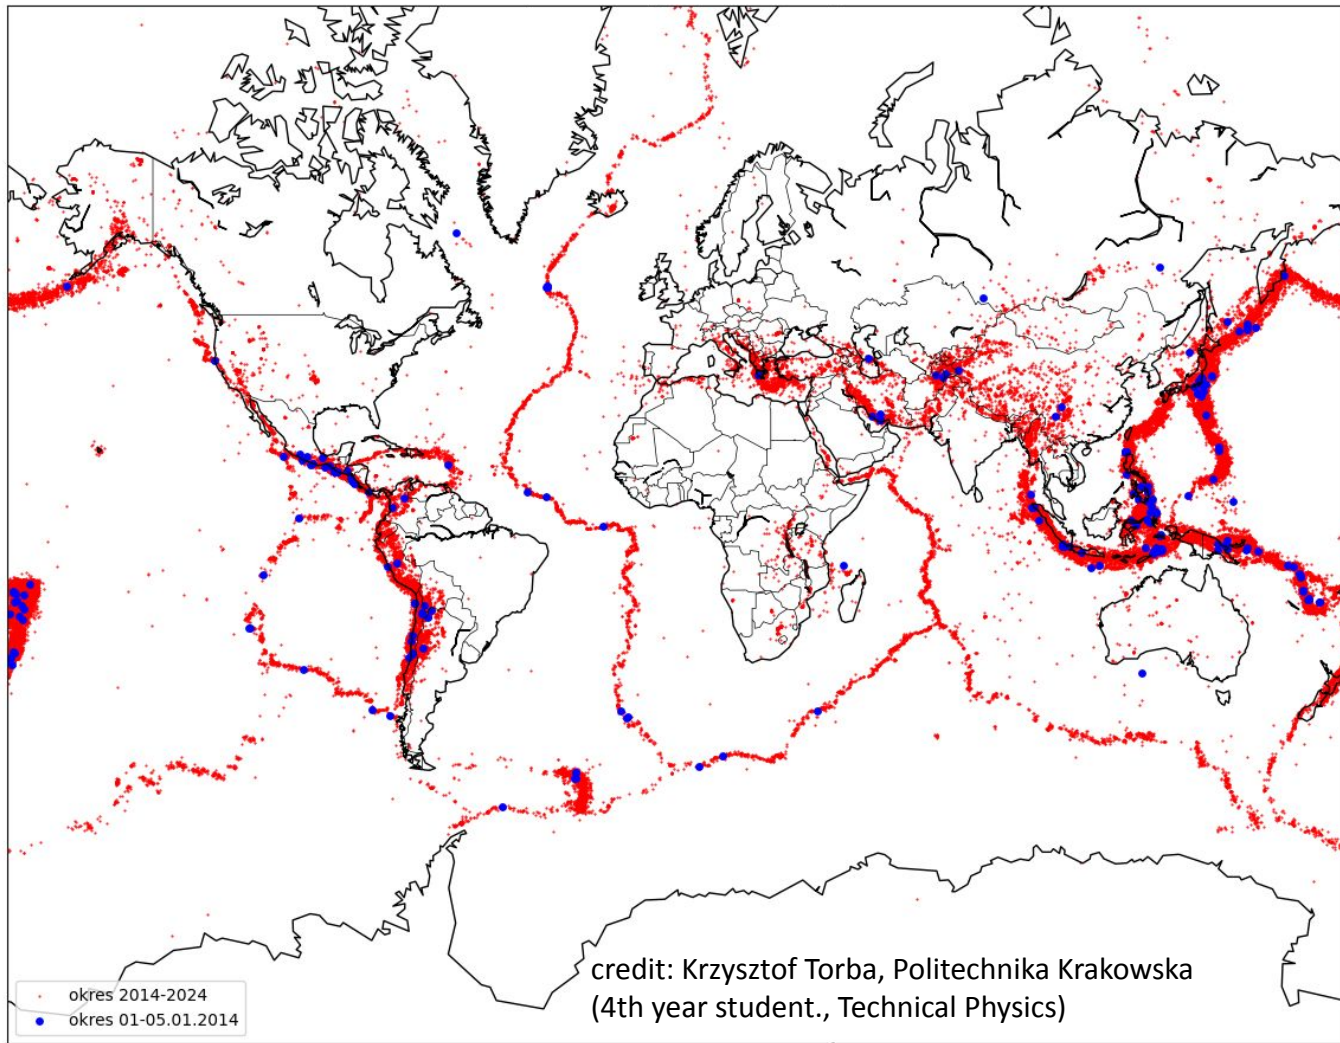 credit: Krzysztof Torba, Politechnika Krakowska
(4th year student., Technical Physics)
okres 2014-2024
okres 01-05.01.2014